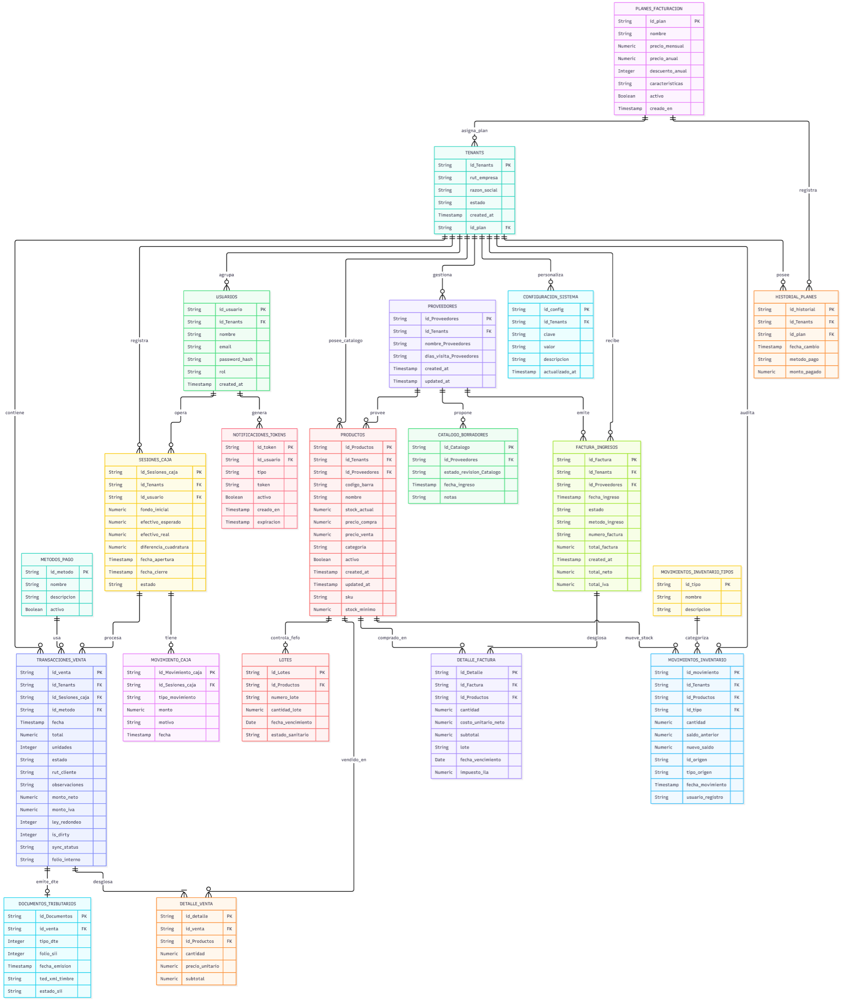 PLANES_FACTURACION
String id_plan PK
String nombre
Numeric precio_mensual
Numeric precio_anual
Integer descuento_anual
String caracteristicas
Boolean activo
Timestamp creado_en
asigna_plan
registra
TENANTS
String id_Tenants PK
String rut_empresa
String razon_social
String estado
Timestamp created_at
String id_plan FK
agrupa
gestiona
personaliza
posee
registra
posee_catalogo
recibe
contiene
audita
USUARIOS
String id_usuario PK
String id_Tenants FK
String nombre
String email
String password_hash
String rol
Timestamp created_at
PROVEEDORES
String id_Proveedores PK
String id_Tenants FK
String nombre_Proveedores
String dias_visita_Proveedores
Timestamp created_at
Timestamp updated_at
CONFIGURACION_SISTEMA
String id_config PK
String id_Tenants FK
String clave
String valor
String descripcion
Timestamp actualizado_at
HISTORIAL_PLANES
String id_historial PK
String id_Tenants FK
String id_plan FK
Timestamp fecha_cambio
String metodo_pago
Numeric monto_pagado
opera
genera
provee
propone
emite
SESIONES_CAJA
String id_Sesiones_caja PK
String id_Tenants FK
String id_usuario FK
Numeric fondo_inicial
Numeric efectivo_esperado
Numeric efectivo_real
Numeric diferencia_cuadratura
Timestamp fecha_apertura
Timestamp fecha_cierre
String estado
NOTIFICACIONES_TOKENS
String id_token PK
String id_usuario FK
String tipo
String token
Boolean activo
Timestamp creado_en
Timestamp expiracion
PRODUCTOS
String id_Productos PK
String id_Tenants FK
String id_Proveedores FK
String codigo_barra
String nombre
Numeric stock_actual
Numeric precio_compra
Numeric precio_venta
String categoria
Boolean activo
Timestamp created_at
Timestamp updated_at
String sku
Numeric stock_minimo
CATALOGO_BORRADORES
String id_Catalogo PK
String id_Proveedores FK
String estado_revision_Catalogo
Timestamp fecha_ingreso
String notas
FACTURA_INGRESOS
String id_Factura PK
String id_Tenants FK
String id_Proveedores FK
Timestamp fecha_ingreso
String estado
String metodo_ingreso
String numero_factura
Numeric total_factura
Timestamp created_at
Numeric total_neto
Numeric total_iva
METODOS_PAGO
String id_metodo PK
String nombre
String descripcion
Boolean activo
MOVIMIENTOS_INVENTARIO_TIPOS
String id_tipo PK
String nombre
String descripcion
usa
procesa
tiene
controla_fefo
comprado_en
desglosa
mueve_stock
categoriza
TRANSACCIONES_VENTA
String id_venta PK
String id_Tenants FK
String id_Sesiones_caja FK
String id_metodo FK
Timestamp fecha
Numeric total
Integer unidades
String estado
String rut_cliente
String observaciones
Numeric monto_neto
Numeric monto_iva
Integer ley_redondeo
Integer is_dirty
String sync_status
String folio_interno
MOVIMIENTO_CAJA
String id_Movimiento_caja PK
String id_Sesiones_caja FK
String tipo_movimiento
Numeric monto
String motivo
Timestamp fecha
LOTES
String id_Lotes PK
String id_Productos FK
String numero_lote
Numeric cantidad_lote
Date fecha_vencimiento
String estado_sanitario
DETALLE_FACTURA
String id_Detalle PK
String id_Factura FK
String id_Productos FK
Numeric cantidad
Numeric costo_unitario_neto
Numeric subtotal
String lote
Date fecha_vencimiento
Numeric impuesto_ila
MOVIMIENTOS_INVENTARIO
String id_movimiento PK
String id_Tenants FK
String id_Productos FK
String id_tipo FK
Numeric cantidad
Numeric saldo_anterior
Numeric nuevo_saldo
String id_origen
String tipo_origen
Timestamp fecha_movimiento
String usuario_registro
vendido_en
emite_dte
desglosa
DOCUMENTOS_TRIBUTARIOS
String id_Documentos PK
String id_venta FK
Integer tipo_dte
Integer folio_sii
Timestamp fecha_emision
String ted_xml_timbre
String estado_sii
DETALLE_VENTA
String id_detalle PK
String id_venta FK
String id_Productos FK
Numeric cantidad
Numeric precio_unitario
Numeric subtotal